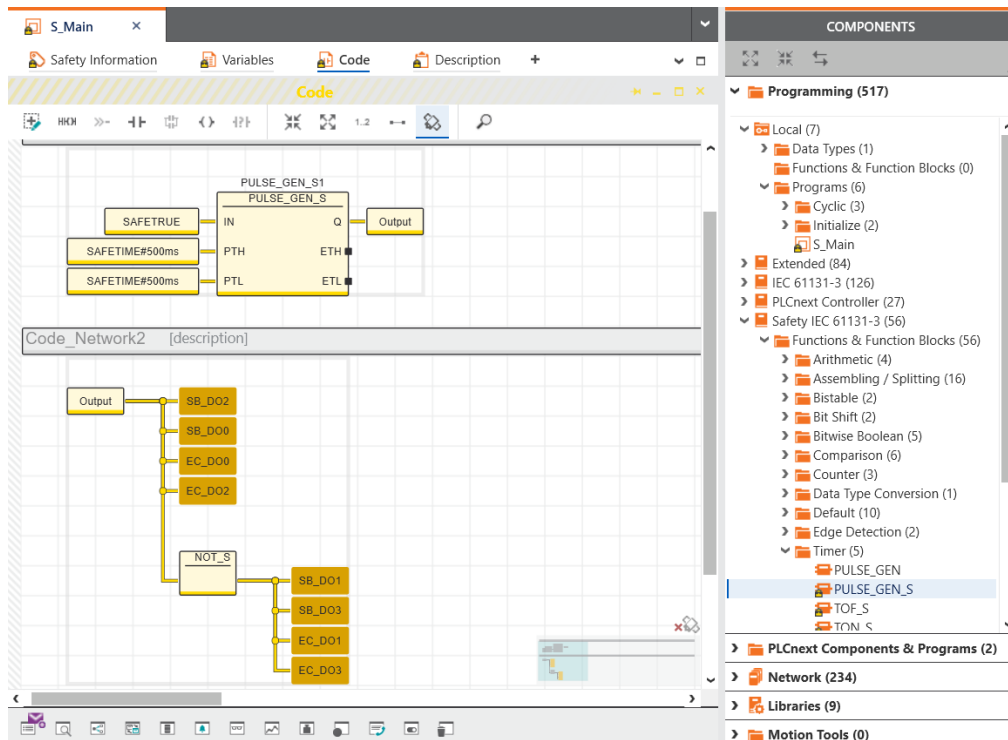 S_Main ×
Safety Information
Variables
Code
Description
+
Code
1..2
PULSE_GEN_S1
PULSE_GEN_S
SAFETRUE
IN
Q
Output
SAFETIME#500ms
PTH
ETH
SAFETIME#500ms
PTL
ETL
Code_Network2 [description]
Output
SB_DO2
SB_DO0
EC_DO0
EC_DO2
NOT_S
SB_DO1
SB_DO3
EC_DO1
EC_DO3
COMPONENTS
Programming (517)
Local (7)
Data Types (1)
Functions & Function Blocks (0)
Programs (6)
Cyclic (3)
Initialize (2)
S_Main
Extended (84)
IEC 61131-3 (126)
PLCnext Controller (27)
Safety IEC 61131-3 (56)
Functions & Function Blocks (56)
Arithmetic (4)
Assembling / Splitting (16)
Bistable (2)
Bit Shift (2)
Bitwise Boolean (5)
Comparison (6)
Counter (3)
Data Type Conversion (1)
Default (10)
Edge Detection (2)
Timer (5)
PULSE_GEN
PULSE_GEN_S
TOF_S
TON_S
PLCnext Components & Programs (2)
Network (234)
Libraries (9)
Motion Tools (0)